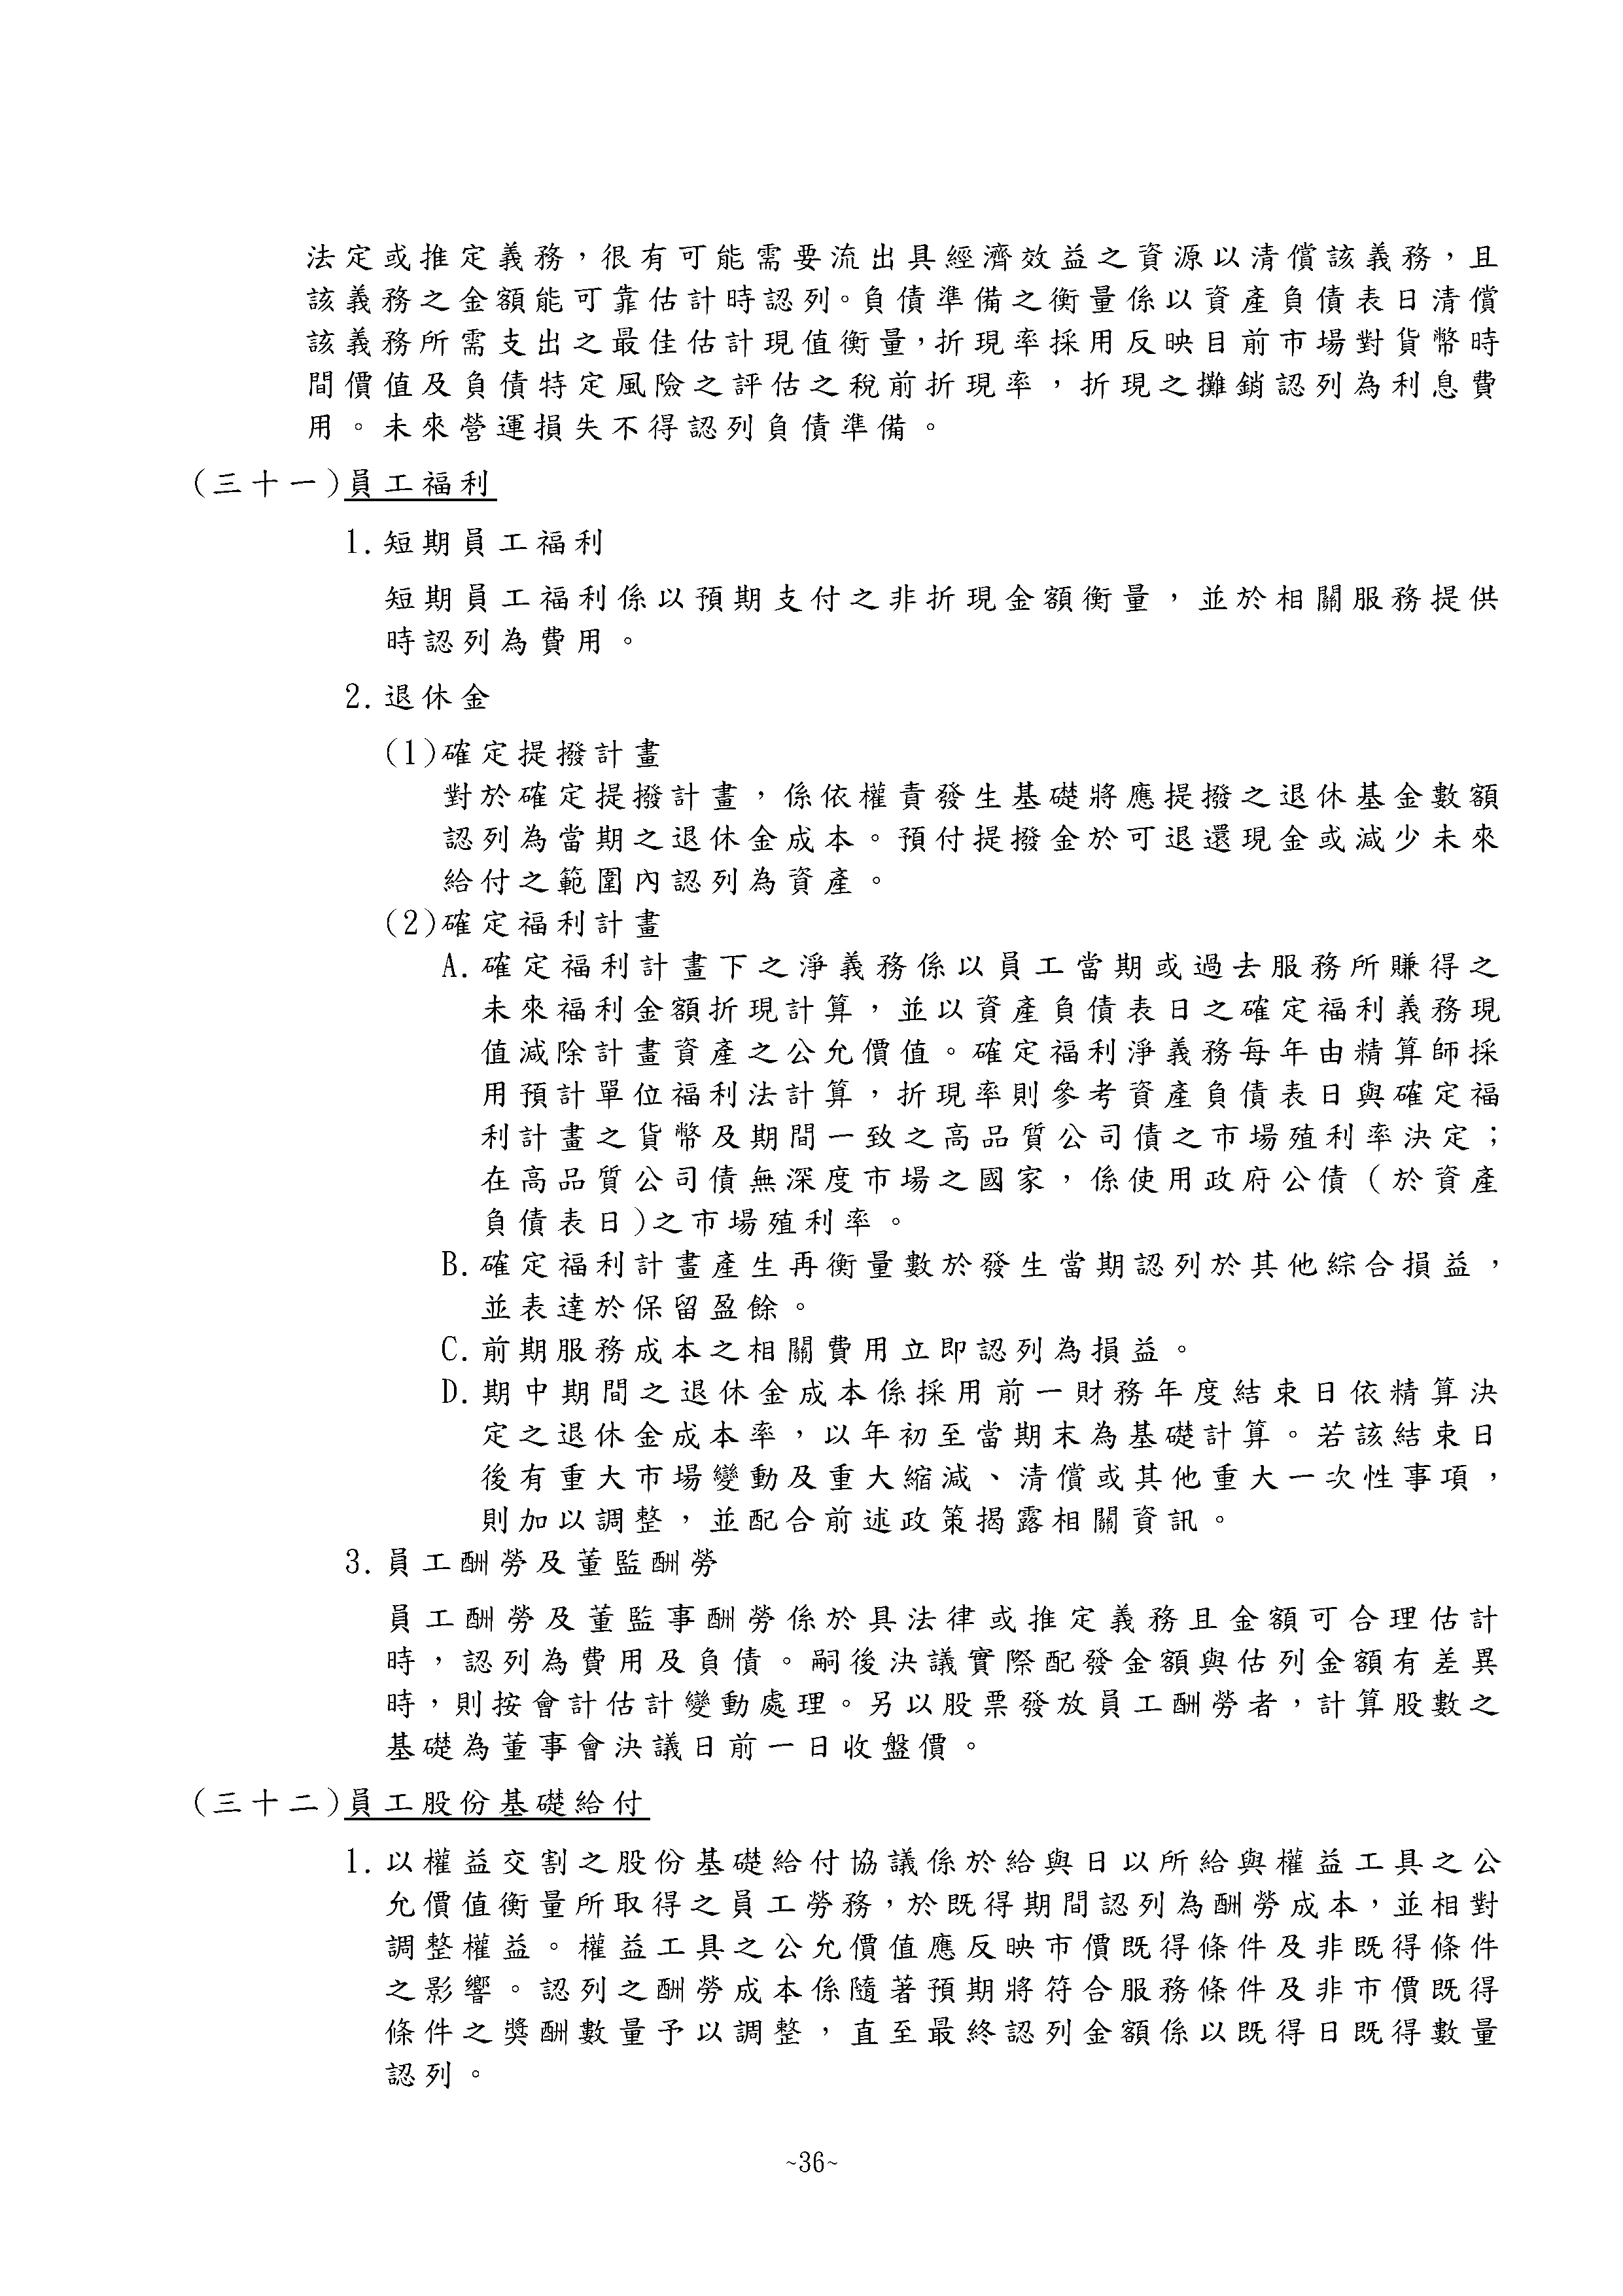 法定或推定義務，很有可能需要流出具經濟效益之資源以清償該義務，且
該義務之金額能可靠估計時認列。負債準備之衡量係以資產負債表日清償
該義務所需支出之最佳估計現值衡量，折現率採用反映目前市場對貨幣時
間價值及負債特定風險之評估之稅前折現率，折現之攤銷認列為利息費
用。未來營運損失不得認列負債準備。
(三十一)員工福利
1.短期員工福利
短期員工福利係以預期支付之非折現金額衡量，並於相關服務提供
時認列為費用。
2.退休金
(1)確定提撥計畫
對於確定提撥計畫，係依權責發生基礎將應提撥之退休基金數額
認列為當期之退休金成本。預付提撥金於可退還現金或減少未來
給付之範圍內認列為資產。
(2)確定福利計畫
A.確定福利計畫下之淨義務係以員工當期或過去服務所賺得之
未來福利金額折現計算，並以資產負債表日之確定福利義務現
值減除計畫資產之公允價值。確定福利淨義務每年由精算師採
用預計單位福利法計算，折現率則參考資產負債表日與確定福
利計畫之貨幣及期間一致之高品質公司債之市場殖利率決定；
在高品質公司債無深度市場之國家，係使用政府公債(於資產
負債表日)之市場殖利率。
B.確定福利計畫產生再衡量數於發生當期認列於其他綜合損益，
並表達於保留盈餘。
C.前期服務成本之相關費用立即認列為損益。
D.期中期間之退休金成本係採用前一財務年度結束日依精算決
定之退休金成本率，以年初至當期末為基礎計算。若該結束日
後有重大市場變動及重大縮減、清償或其他重大一次性事項，
則加以調整，並配合前述政策揭露相關資訊。
3.員工酬勞及董監酬勞
員工酬勞及董監事酬勞係於具法律或推定義務且金額可合理估計
時，認列為費用及負債。嗣後決議實際配發金額與估列金額有差異
時，則按會計估計變動處理。另以股票發放員工酬勞者，計算股數之
基礎為董事會決議日前一日收盤價。
(三十二)員工股份基礎給付
1.以權益交割之股份基礎給付協議係於給與日以所給與權益工具之公
允價值衡量所取得之員工勞務，於既得期間認列為酬勞成本，並相對
調整權益。權益工具之公允價值應反映市價既得條件及非既得條件
之影響。認列之酬勞成本係隨著預期將符合服務條件及非市價既得
條件之獎酬數量予以調整，直至最終認列金額係以既得日既得數量
認列。
~36~